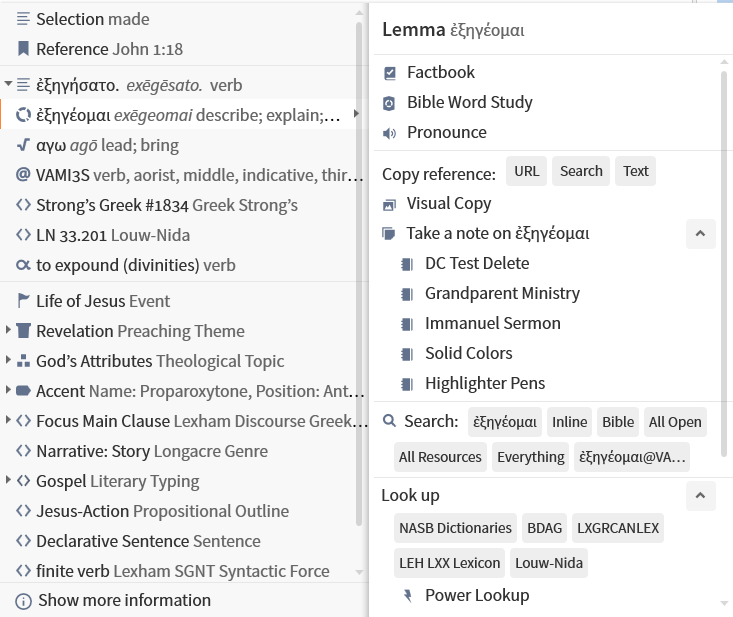 Selection made
Reference John 1:18
ἐξηγήσατο. exēgēsato. verb
ἐξηγέομαι exēgeomai describe; explain;...
αγω agō lead; bring
@ VAMI3S verb, aorist, middle, indicative, thir...
Strong's Greek #1834 Greek Strong's
LN 33.201 Louw-Nida
to expound (divinities) verb
Life of Jesus Event
Revelation Preaching Theme
God's Attributes Theological Topic
Accent Name: Proparoxytone, Position: Ant...
Focus Main Clause Lexham Discourse Greek...
Narrative: Story Longacre Genre
Gospel Literary Typing
Jesus-Action Propositional Outline
Declarative Sentence Sentence
finite verb Lexham SGNT Syntactic Force
Show more information
Lemma ἐξηγέομαι
Factbook
Bible Word Study
Pronounce
Copy reference: URL Search Text
Visual Copy
Take a note on ἐξηγέομαι
DC Test Delete
Grandparent Ministry
Immanuel Sermon
Solid Colors
Highlighter Pens
Search: ἐξηγέομαι Inline Bible All Open
All Resources Everything ἐξηγέομαι@VA...
Look up
NASB Dictionaries BDAG LXGRCANLEX
LEH LXX Lexicon Louw-Nida
Power Lookup